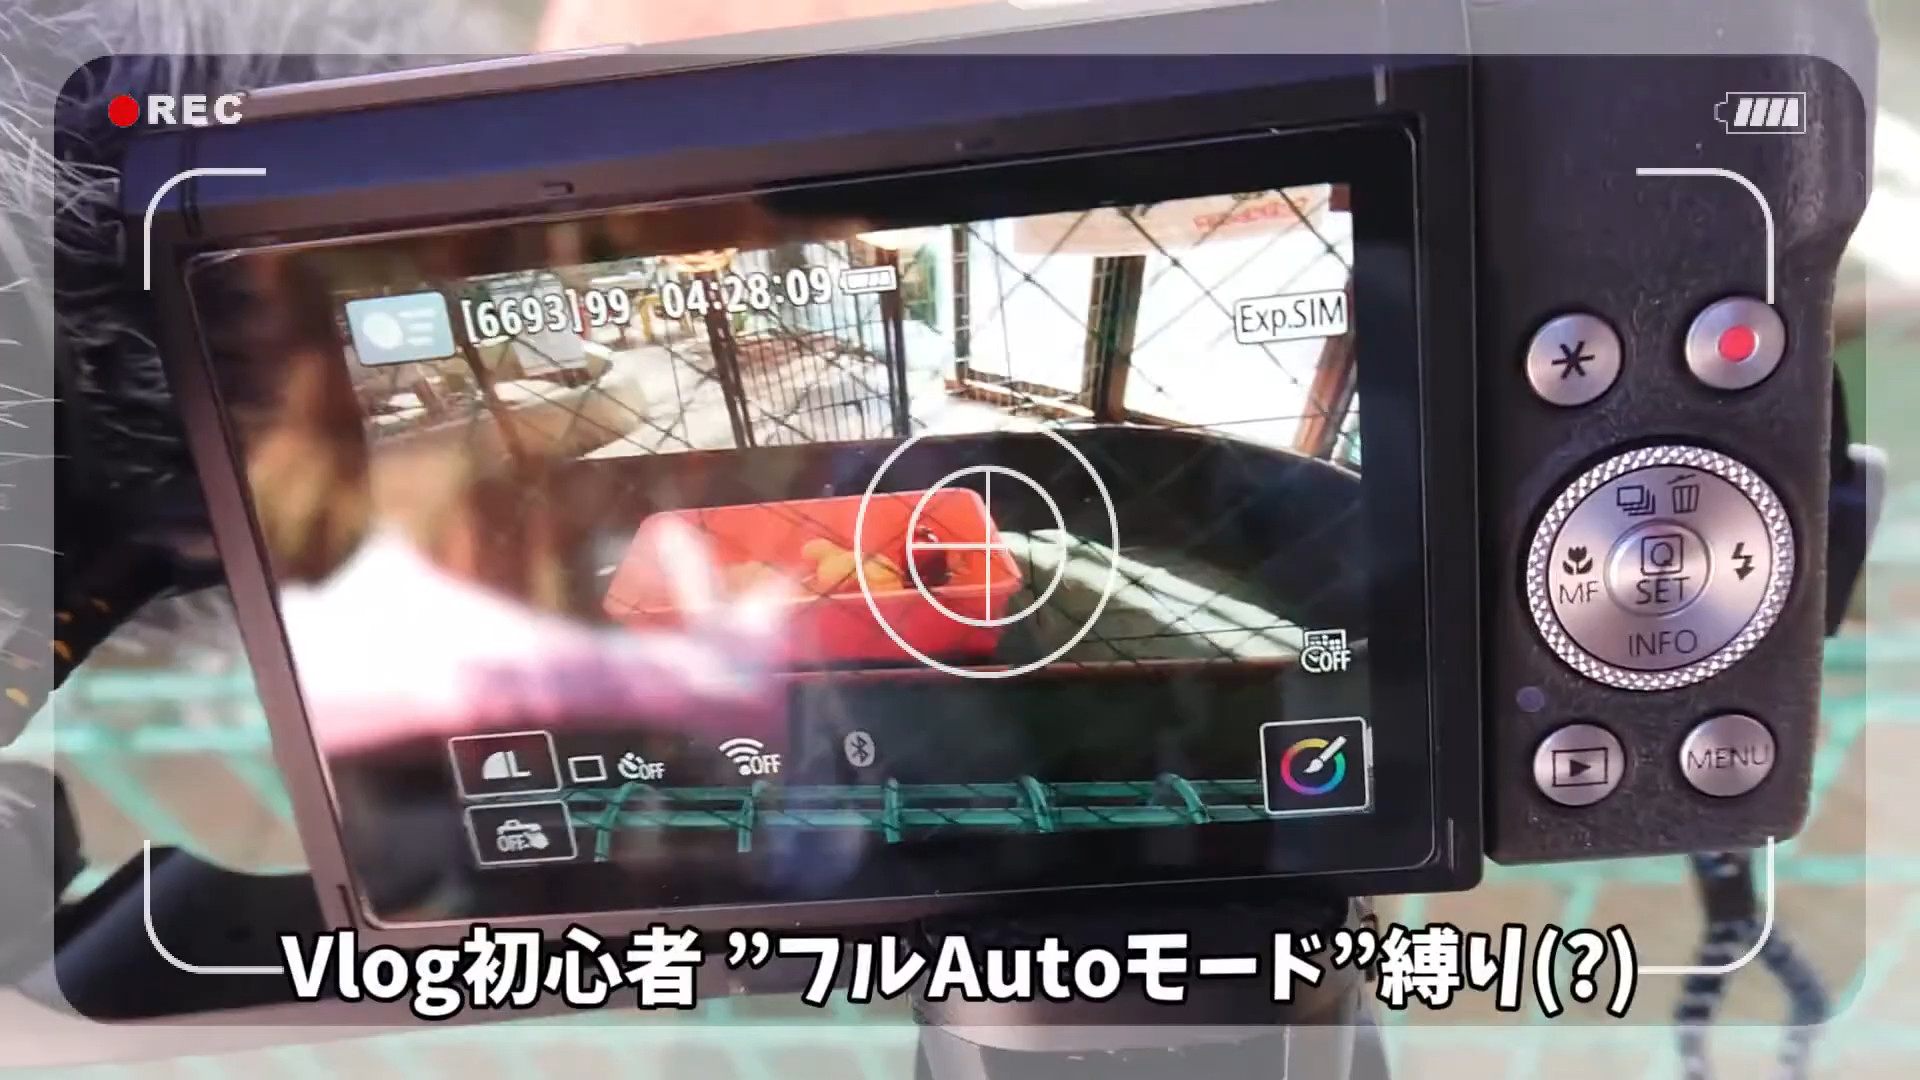 REC
[6693]99 04:28:09
Exp.SIM
MF
Q
SET
INFO
OFF
L
OFF
OFF
OFF
MENU
Vlog初心者 ”フルAutoモード”縛り(?)